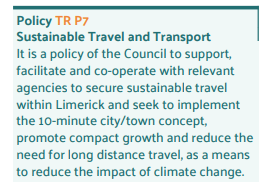 Policy TR P7
Sustainable Travel and Transport
It is a policy of the Council to support,
facilitate and co-operate with relevant
agencies to secure sustainable travel
within Limerick and seek to implement
the 10-minute city/town concept,
promote compact growth and reduce the
need for long distance travel, as a means
to reduce the impact of climate change.